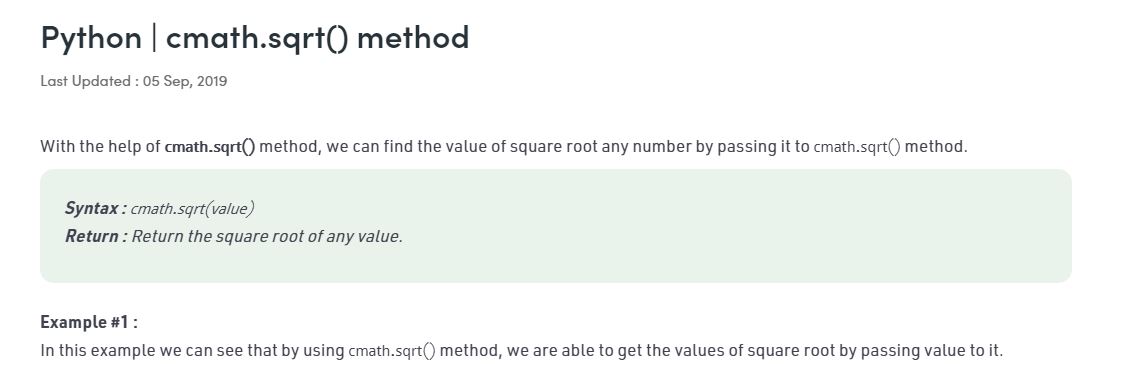 Python | cmath.sqrt() method
Last Updated : 05 Sep, 2019
With the help of cmath.sqrt() method, we can find the value of square root any number by passing it to cmath.sqrt() method.
Syntax : cmath.sqrt(value)
Return : Return the square root of any value.
Example #1 :
In this example we can see that by using cmath.sqrt() method, we are able to get the values of square root by passing value to it.